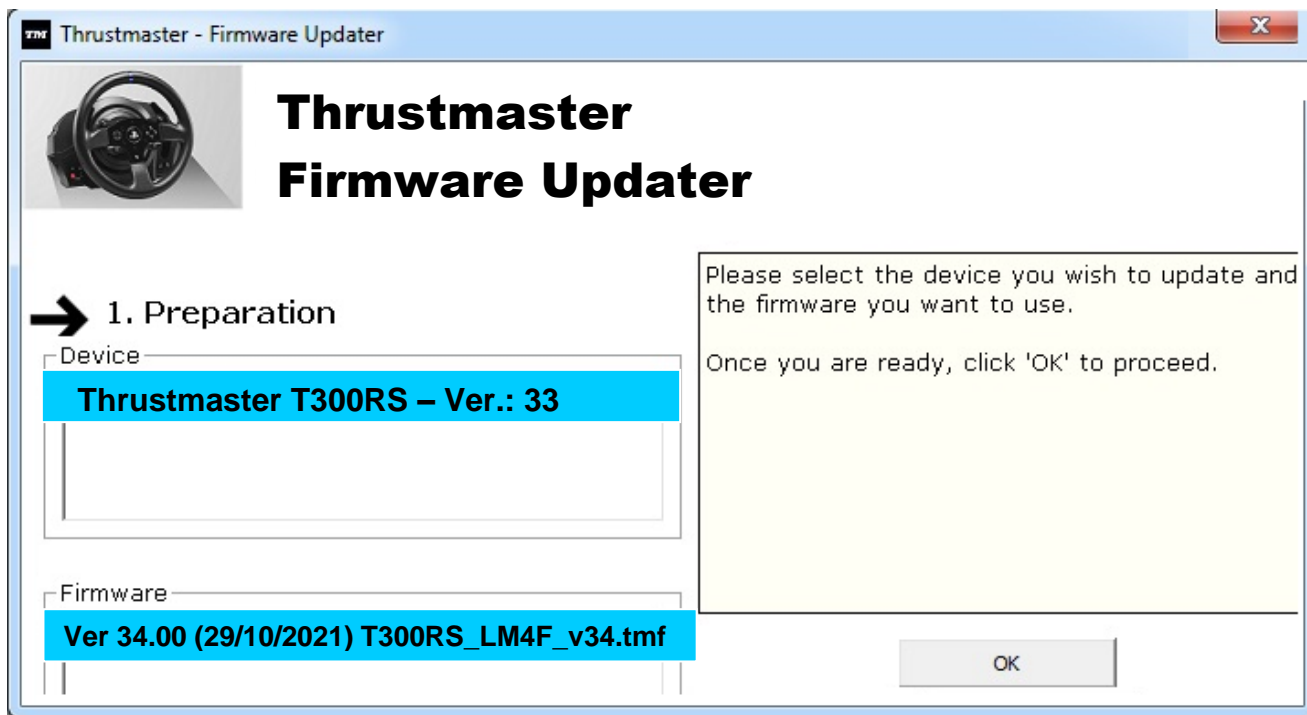 TM Thrustmaster - Firmware Updater
Thrustmaster
Firmware Updater
1. Preparation
Device
Thrustmaster T300RS – Ver.: 33
Firmware
Ver 34.00 (29/10/2021) T300RS_LM4F_v34.tmf
Please select the device you wish to update and
the firmware you want to use.
Once you are ready, click 'OK' to proceed.
OK